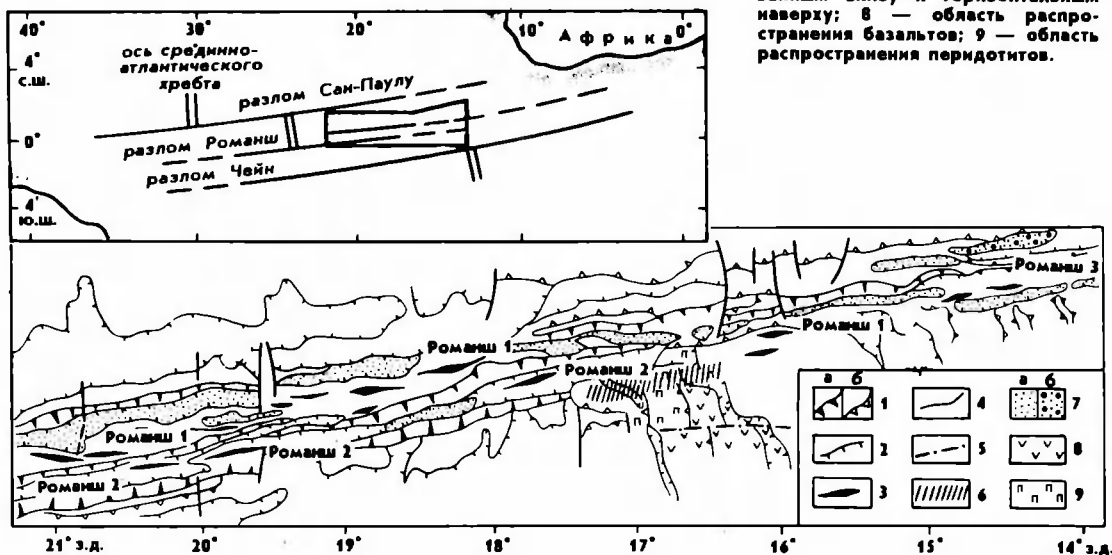 к горизонтальным
наверху; 8 — область распро-
странения базальтов; 9 — область
распространения перидотитов.
40° 30° 20° 10° 0°
Африка
ось срединно-
атлантического
хребта
4°
с.ш.
разлом Сан-Паулу
0°
разлом Романш
разлом Чейн
4°
ю.ш.
Романш 3
Романш 1
Романш 1
Романш 2
Романш 1
Романш 2
Романш 2
а б 1
2
3
4
5
6
а б 7
8
9
21° з.д. 20° 19° 18° 17° 16° 15° 14° з.д.